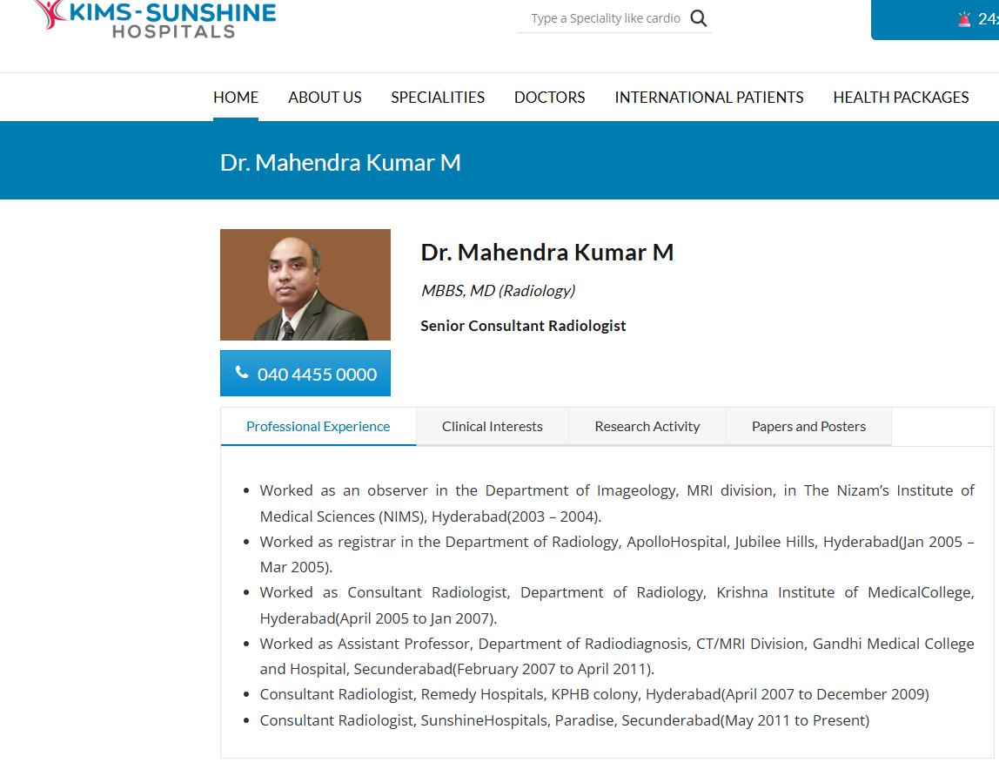 KIMS-SUNSHINE
HOSPITALS
Type a Speciality like cardio
24
HOME ABOUT US SPECIALITIES DOCTORS INTERNATIONAL PATIENTS HEALTH PACKAGES
Dr. Mahendra Kumar M
Dr. Mahendra Kumar M
MBBS, MD (Radiology)
Senior Consultant Radiologist
040 4455 0000
Professional Experience Clinical Interests Research Activity Papers and Posters
• Worked as an observer in the Department of Imageology, MRI division, in The Nizam’s Institute of
Medical Sciences (NIMS), Hyderabad(2003 – 2004).
• Worked as registrar in the Department of Radiology, ApolloHospital, Jubilee Hills, Hyderabad(Jan 2005 –
Mar 2005).
• Worked as Consultant Radiologist, Department of Radiology, Krishna Institute of MedicalCollege,
Hyderabad(April 2005 to Jan 2007).
• Worked as Assistant Professor, Department of Radiodiagnosis, CT/MRI Division, Gandhi Medical College
and Hospital, Secunderabad(February 2007 to April 2011).
• Consultant Radiologist, Remedy Hospitals, KPHB colony, Hyderabad(April 2007 to December 2009)
• Consultant Radiologist, SunshineHospitals, Paradise, Secunderabad(May 2011 to Present)